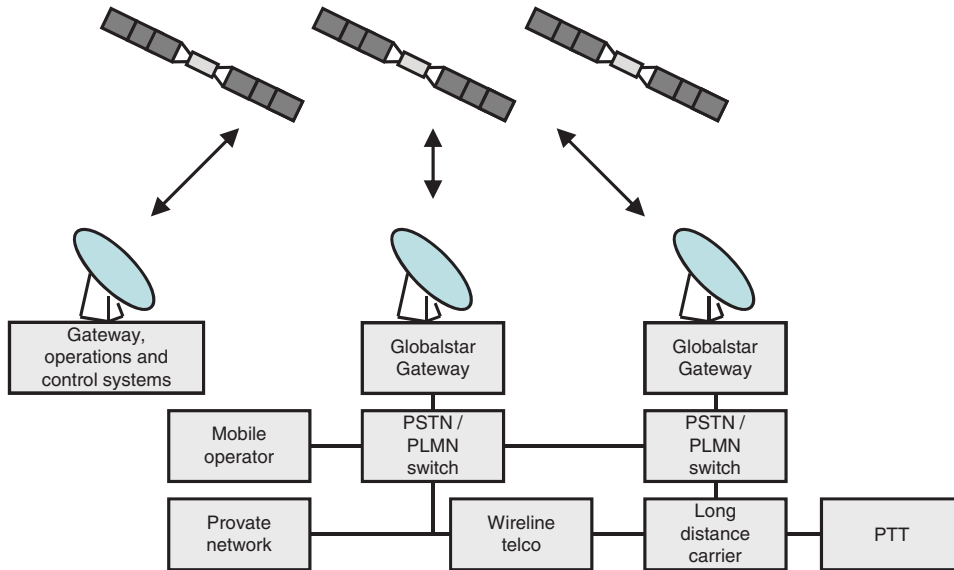 Gateway,
operations and
control systems
Globalstar
Gateway
Globalstar
Gateway
Mobile
operator
PSTN /
PLMN
switch
PSTN /
PLMN
switch
Provate
network
Wireline
telco
Long
distance
carrier
PTT